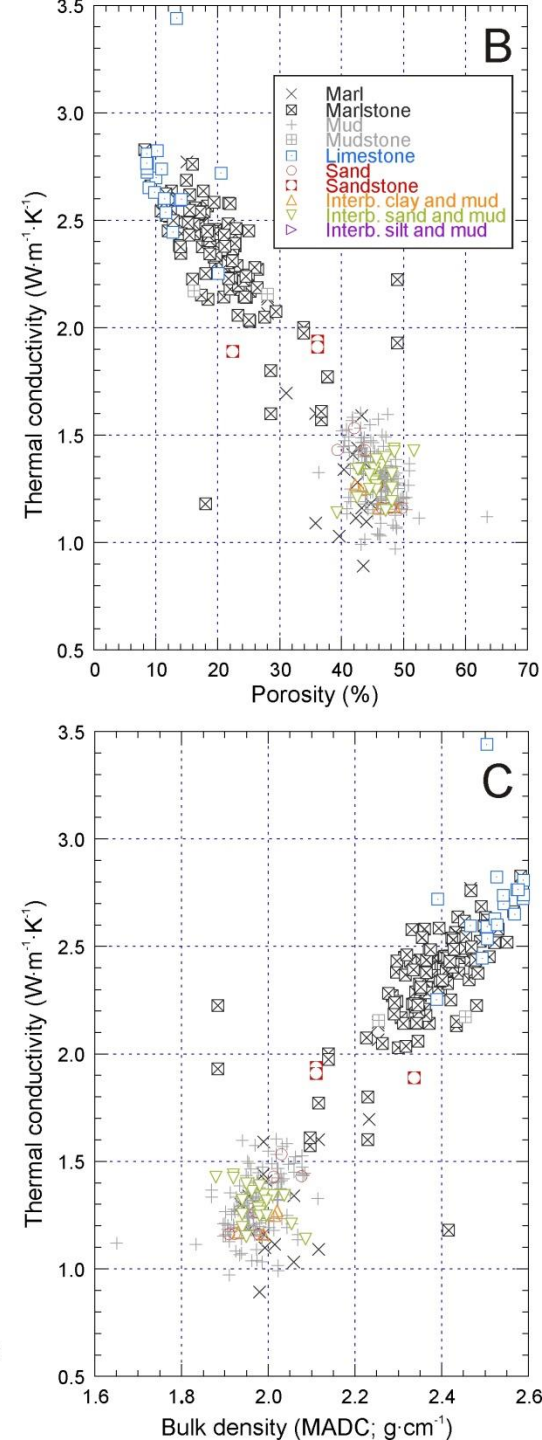 3.5
B
Marl
Marlstone
Mud
Mudstone
Limestone
Sand
Sandstone
Interb. clay and mud
Interb. sand and mud
Interb. silt and mud
3.0
2.5
2.0
1.5
1.0
0.5
Thermal conductivity (W·m⁻¹·K⁻¹)
0 10 20 30 40 50 60 70
Porosity (%)
3.5
C
3.0
2.5
2.0
1.5
1.0
0.5
Thermal conductivity (W·m⁻¹·K⁻¹)
1.6 1.8 2.0 2.2 2.4 2.6
Bulk density (MADC; g·cm⁻¹)